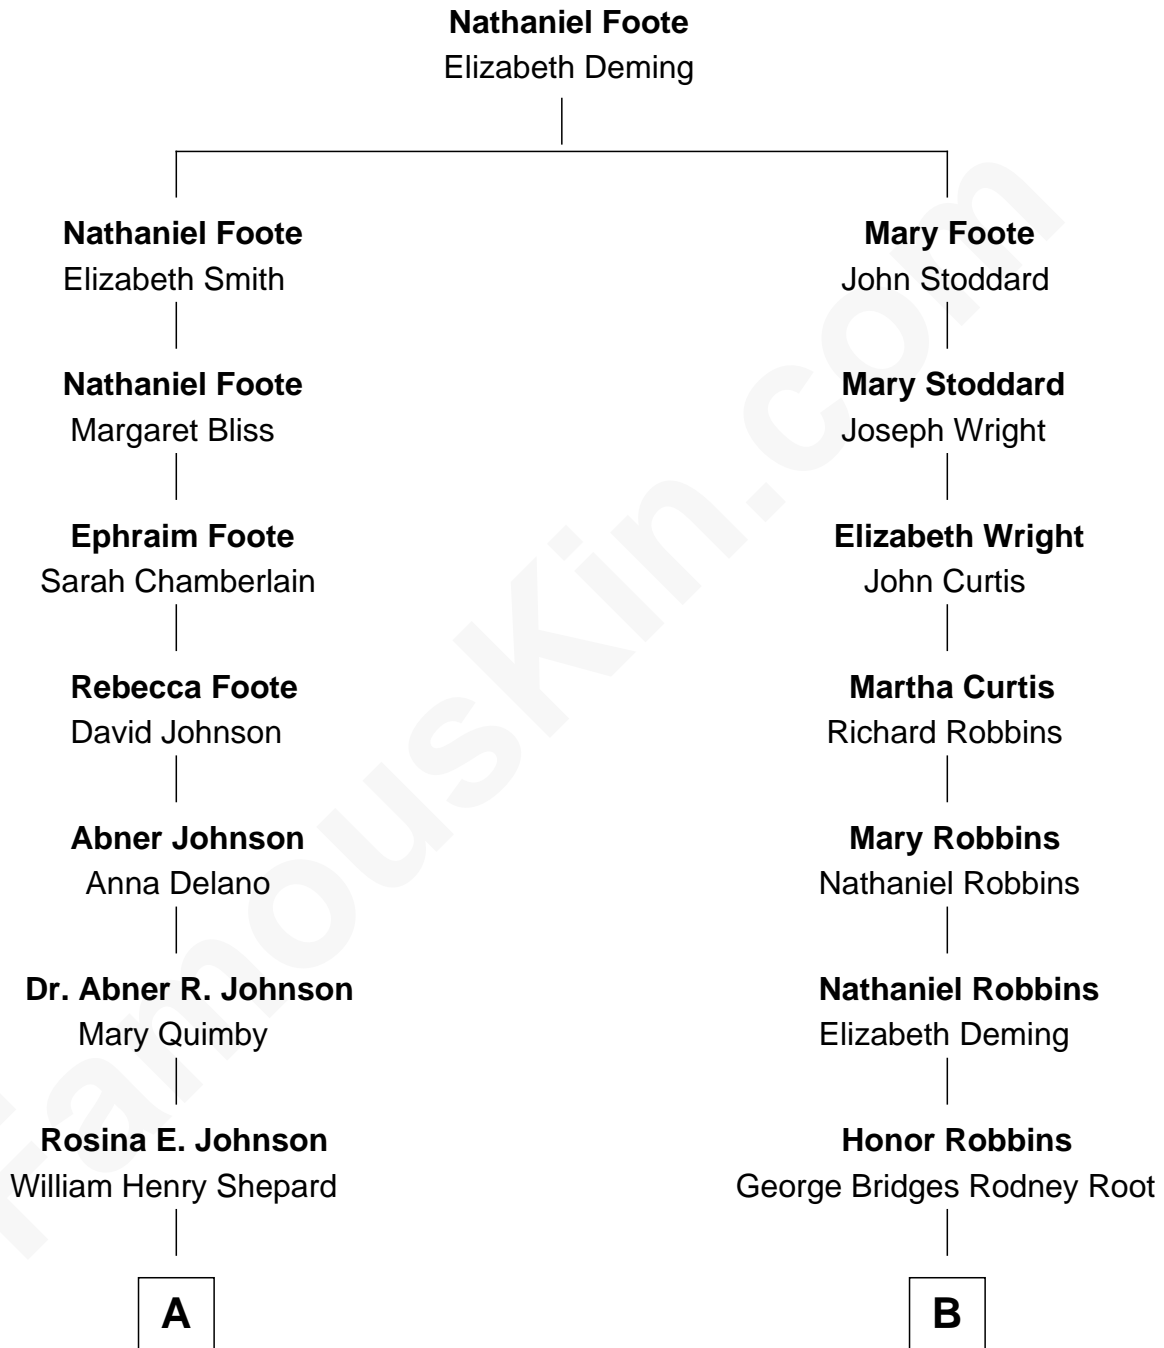 Nathaniel Foote
Elizabeth Deming
Nathaniel Foote
Elizabeth Smith
Mary Foote
John Stoddard
Nathaniel Foote
Margaret Bliss
Mary Stoddard
Joseph Wright
Ephraim Foote
Sarah Chamberlain
Elizabeth Wright
John Curtis
Rebecca Foote
David Johnson
Martha Curtis
Richard Robbins
Abner Johnson
Anna Delano
Mary Robbins
Nathaniel Robbins
Dr. Abner R. Johnson
Mary Quimby
Nathaniel Robbins
Elizabeth Deming
Rosina E. Johnson
William Henry Shepard
Honor Robbins
George Bridges Rodney Root
A
B
FamousKin.com